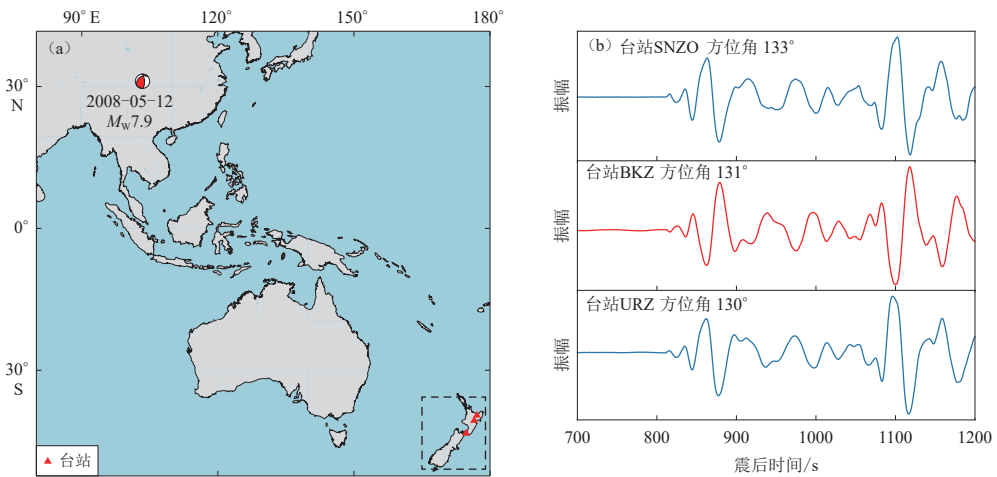 90° E 120° 150° 180°
(a)
30°
N
2008-05-12
MW7.9
0°
30°
S
台站
(b) 台站SNZO 方位角 133°
振幅
台站BKZ 方位角 131°
振幅
台站URZ 方位角 130°
振幅
700 800 900 1000 1100 1200
震后时间/s